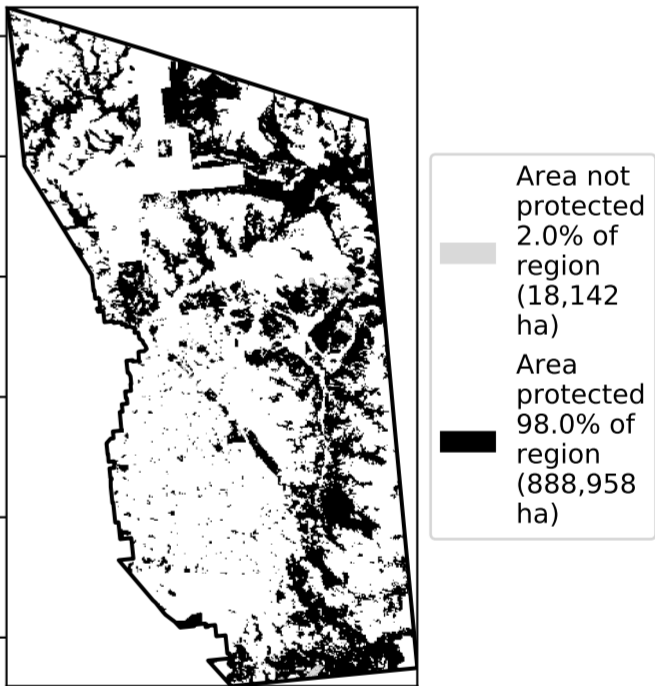 Area not
protected
2.0% of
region
(18,142
ha)
Area
protected
98.0% of
region
(888,958
ha)